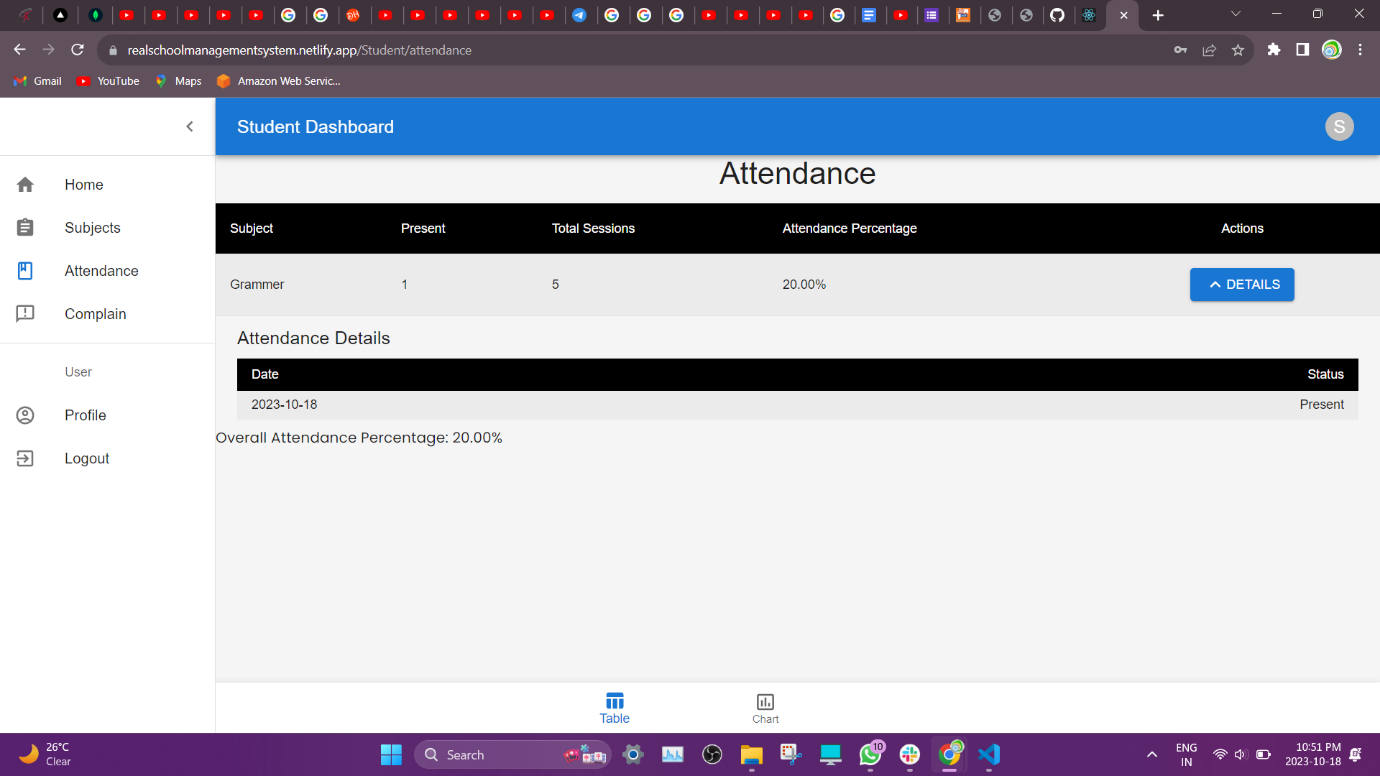 realschoolmanagementsystem.netlify.app/Student/attendance
Gmail YouTube Maps Amazon Web Servic...
Student Dashboard S
Home
Subjects
Attendance
Complain
User
Profile
Logout
Attendance
Subject Present Total Sessions Attendance Percentage Actions
Grammer 1 5 20.00% DETAILS
Attendance Details
Date Status
2023-10-18 Present
Overall Attendance Percentage: 20.00%
Table Chart
26°C
Clear
Search
10
ENG
IN
10:51 PM
2023-10-18